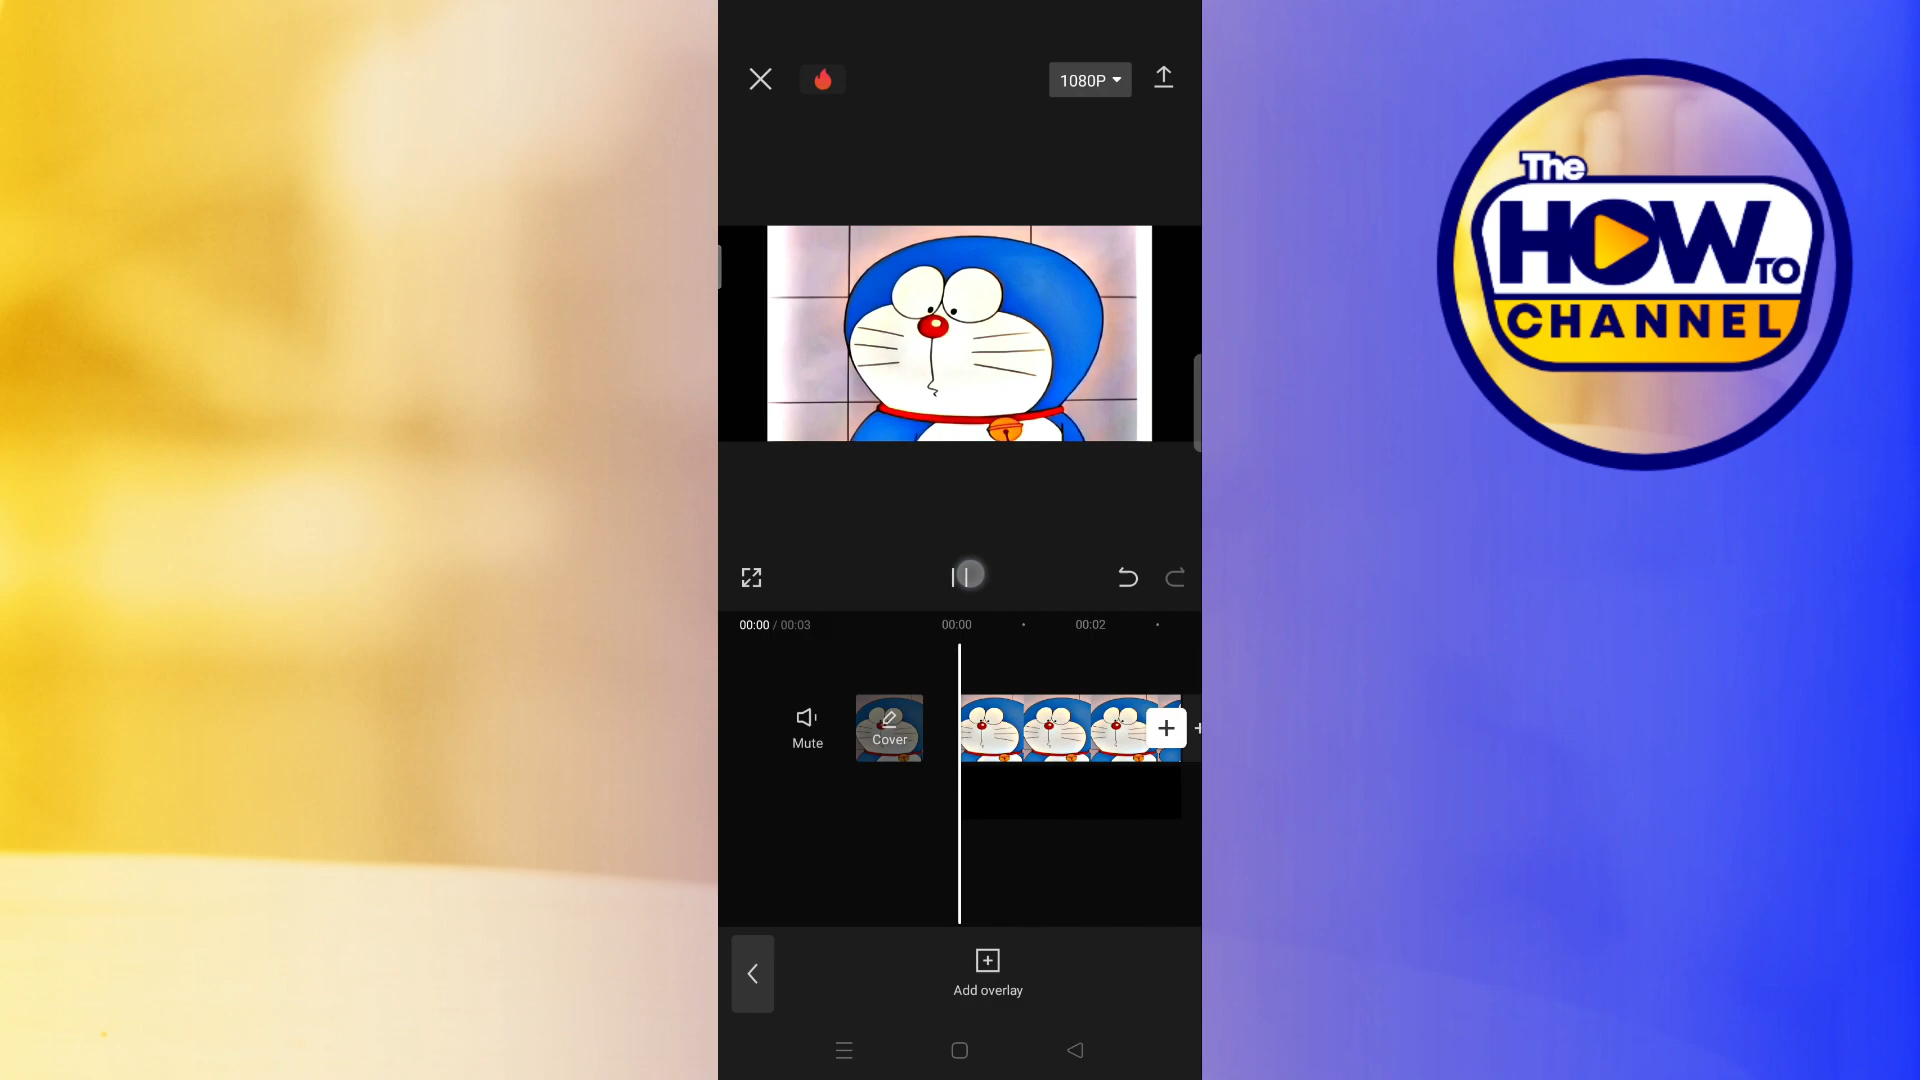 1080P
The
HOW TO
CHANNEL
00:00 / 00:03
00:00
00:02
Mute
Cover
Add overlay